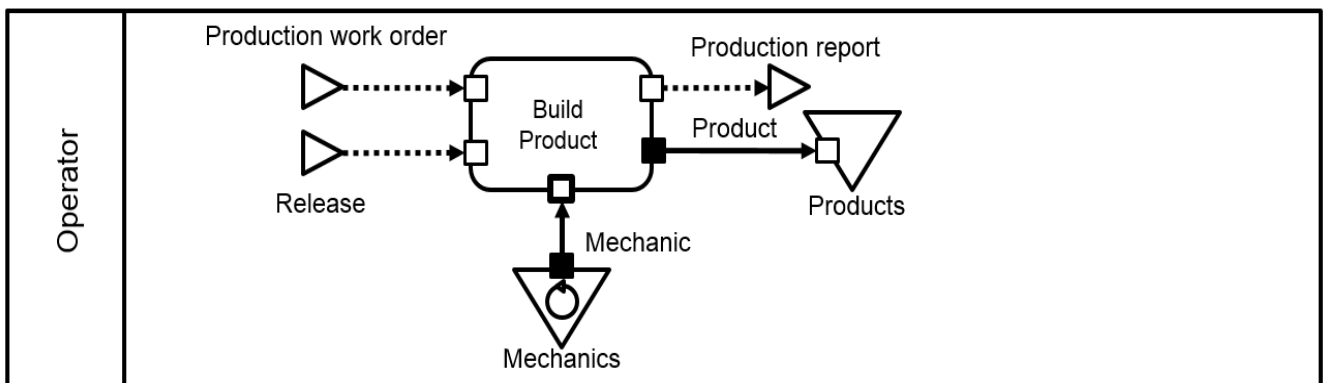 Operator
Production work order
Release
Build
Product
Production report
Product
Products
Mechanic
Mechanics